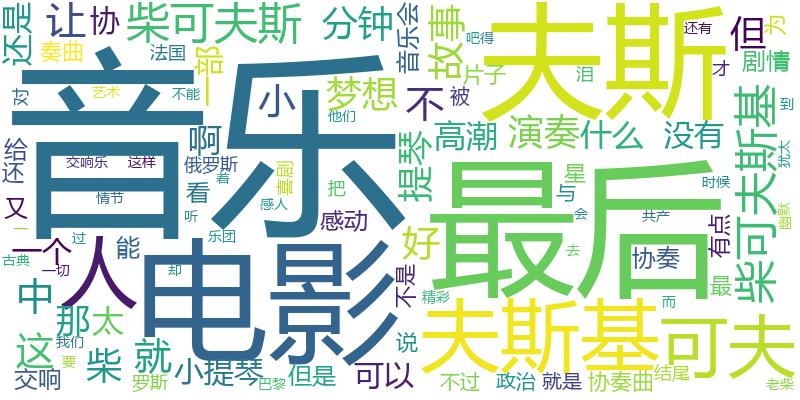 还是 让 协 柴可夫斯 分钟 音乐会 故事 夫斯 还有 但 为
奏曲 法国 一部 吧得 片子 泪 才 剧情
对 音乐 艺术 不能 小 梦想 不 被 到
给 啊 他们 提琴 高潮 演奏 什么 没有 柴可夫斯基
还 交响乐 这样 俄罗斯 喜剧 星 犹太
又 情节 看 着 把 最后 与 时候
一 听 感人 感动 会 共产 有点 幽默
一个 人 过 能 乐团 好 协奏
古典 一切 电影 却 不是 去 最
中 那 太 精彩 而
这 我们 柴 就 说 夫斯基 可夫
交响 要 罗斯 小提琴 巴黎 但是 可以 不过 政治 就是 协奏曲 结尾 老柴